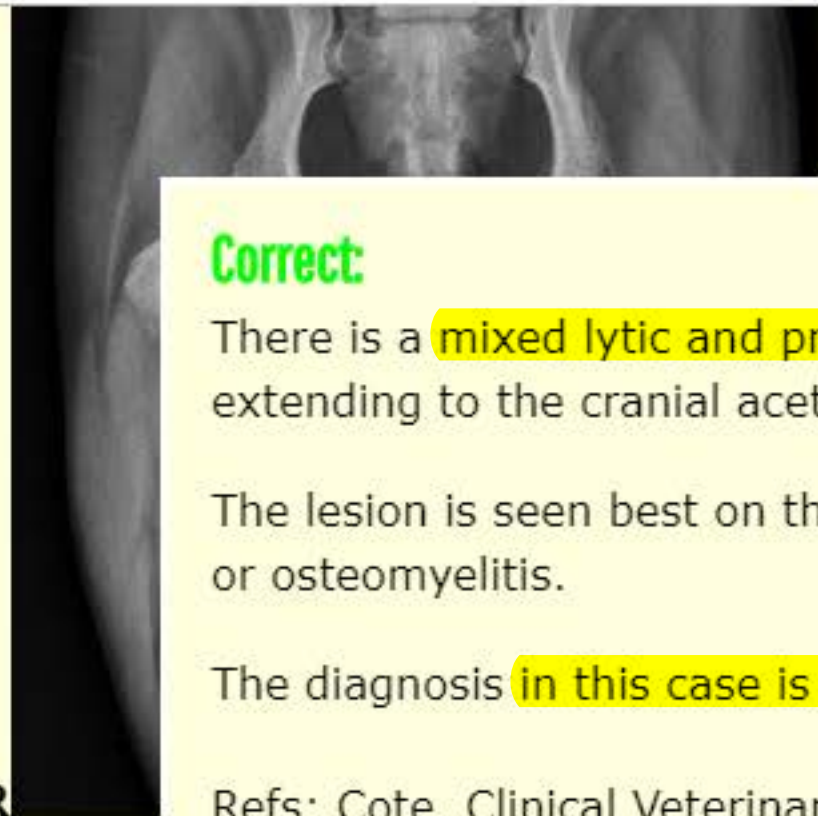 Correct:
There is a mixed lytic and pr
extending to the cranial acet
The lesion is seen best on th
or osteomyelitis.
The diagnosis in this case is
R
Refs: Cote, Clinical Veterinar